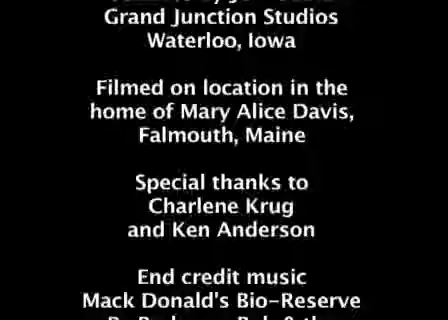 Grand Junction Studios
Waterloo, Iowa
Filmed on location in the
home of Mary Alice Davis,
Falmouth, Maine
Special thanks to
Charlene Krug
and Ken Anderson
End credit music
Mack Donald's Bio-Reserve